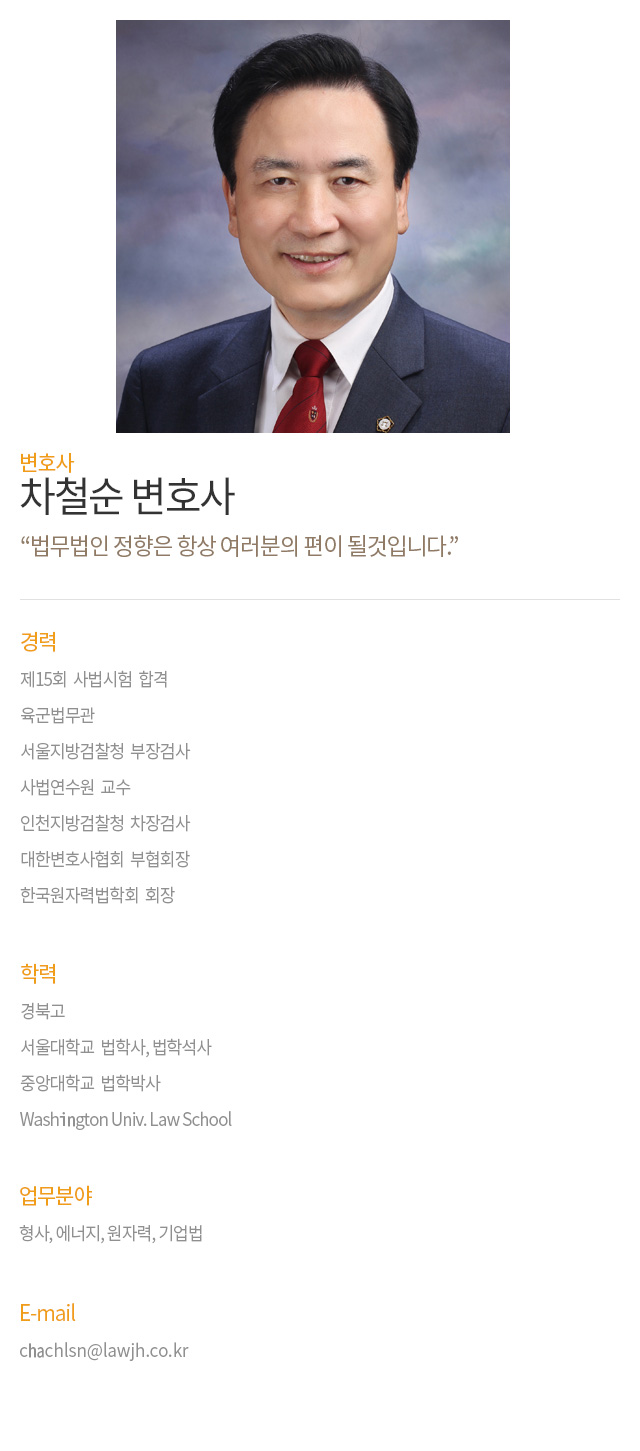 변호사
차철순 변호사
“법무법인 정향은 항상 여러분의 편이 될것입니다.”
경력
제15회 사법시험 합격
육군법무관
서울지방검찰청 부장검사
사법연수원 교수
인천지방검찰청 차장검사
대한변호사협회 부협회장
한국원자력법학회 회장
학력
경북고
서울대학교 법학사, 법학석사
중앙대학교 법학박사
Washington Univ. Law School
업무분야
형사, 에너지, 원자력, 기업법
E-mail
chachlsn@lawjh.co.kr